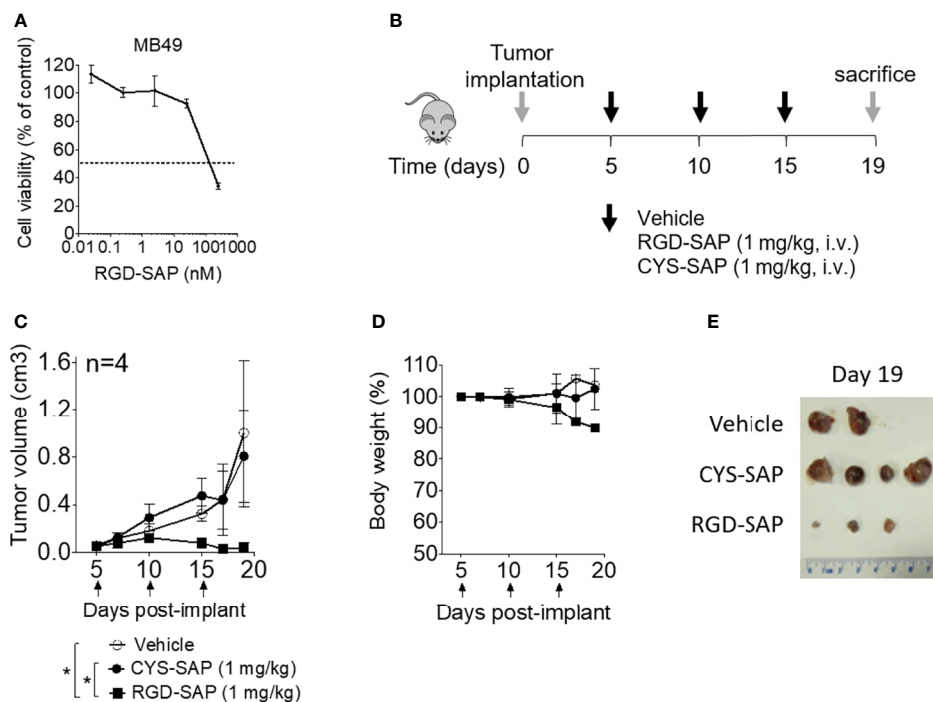 A
MB49
Cell viability (% of control)
120
100
80
60
40
20
0
0.01 0.1 1 10 100 1000
RGD-SAP (nM)
B
Tumor
implantation
sacrifice
Time (days) 0 5 10 15 19
Vehicle
RGD-SAP (1 mg/kg, i.v.)
CYS-SAP (1 mg/kg, i.v.)
C
n=4
Tumor volume (cm3)
1.6
1.2
0.8
0.4
0.0
5 10 15 20
Days post-implant
* * Vehicle
CYS-SAP (1 mg/kg)
RGD-SAP (1 mg/kg)
D
Body weight (%)
110
100
90
80
70
60
50
5 10 15 20
Days post-implant
E
Day 19
Vehicle
CYS-SAP
RGD-SAP